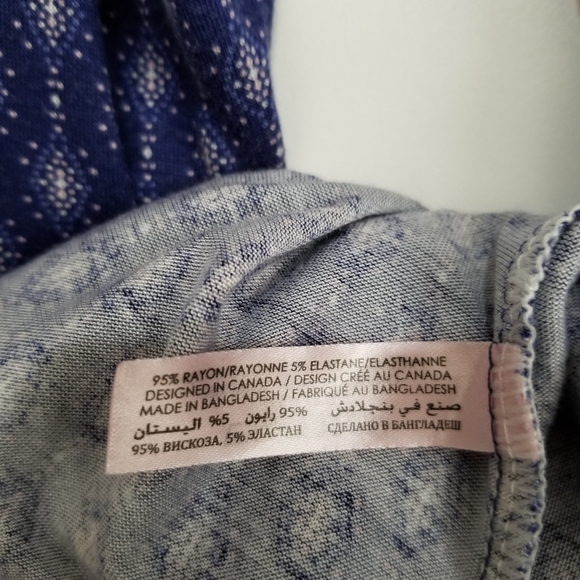 95% RAYON/RAYONNE 5% ELASTANE/ELASTHANNE
DESIGNED IN CANADA / DESIGN CRÉÉ AU CANADA
MADE IN BANGLADESH / FABRIQUÉ AU BANGLADESH
95% رايون 5% اليستان صنع في بنجلادش
95% ВИСКОЗА, 5% ЭЛАСТАН СДЕЛАНО В БАНГЛАДЕШ